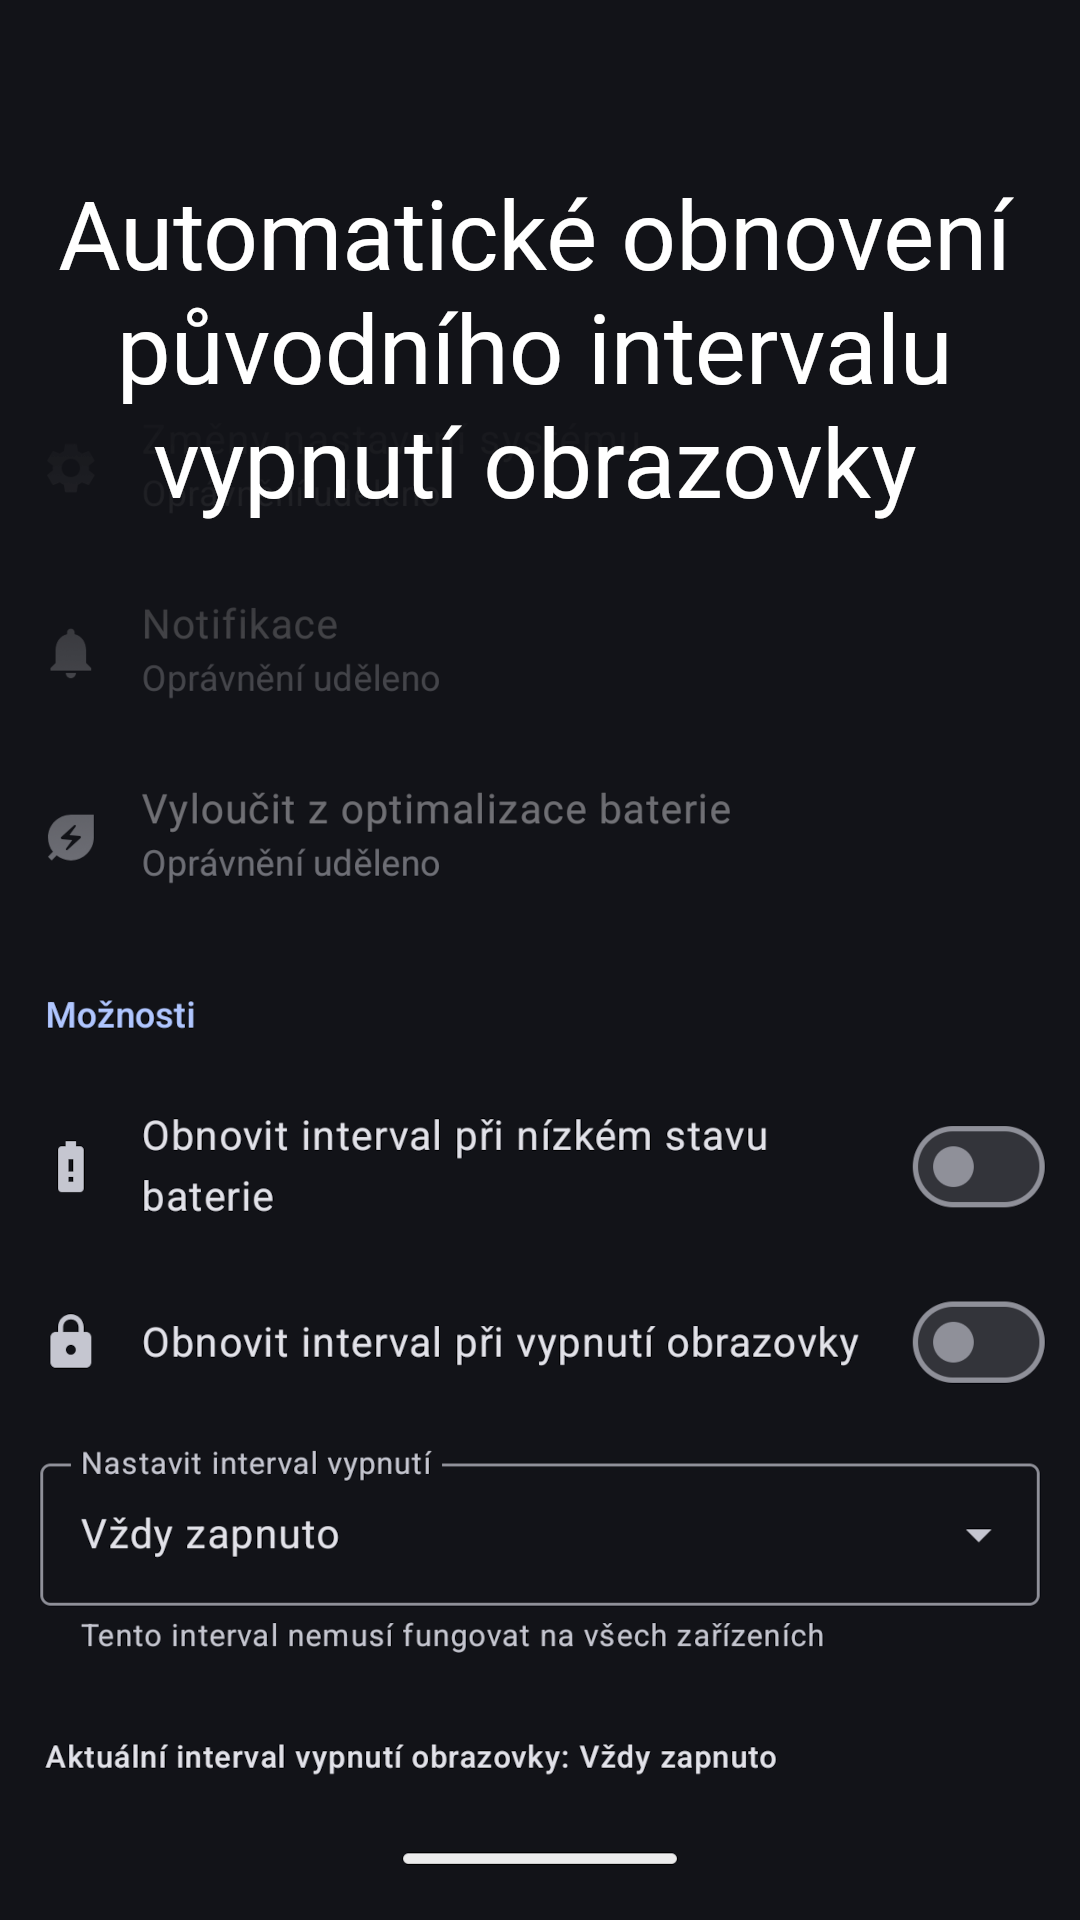 Automatické obnovení
původního intervalu
vypnutí obrazovky
Změny nastavení systému
Oprávnění uděleno
Notifikace
Oprávnění uděleno
Vyloučit z optimalizace baterie
Oprávnění uděleno
Možnosti
Obnovit interval při nízkém stavu
baterie
Obnovit interval při vypnutí obrazovky
Nastavit interval vypnutí
Vždy zapnuto
Tento interval nemusí fungovat na všech zařízeních
Aktuální interval vypnutí obrazovky: Vždy zapnuto